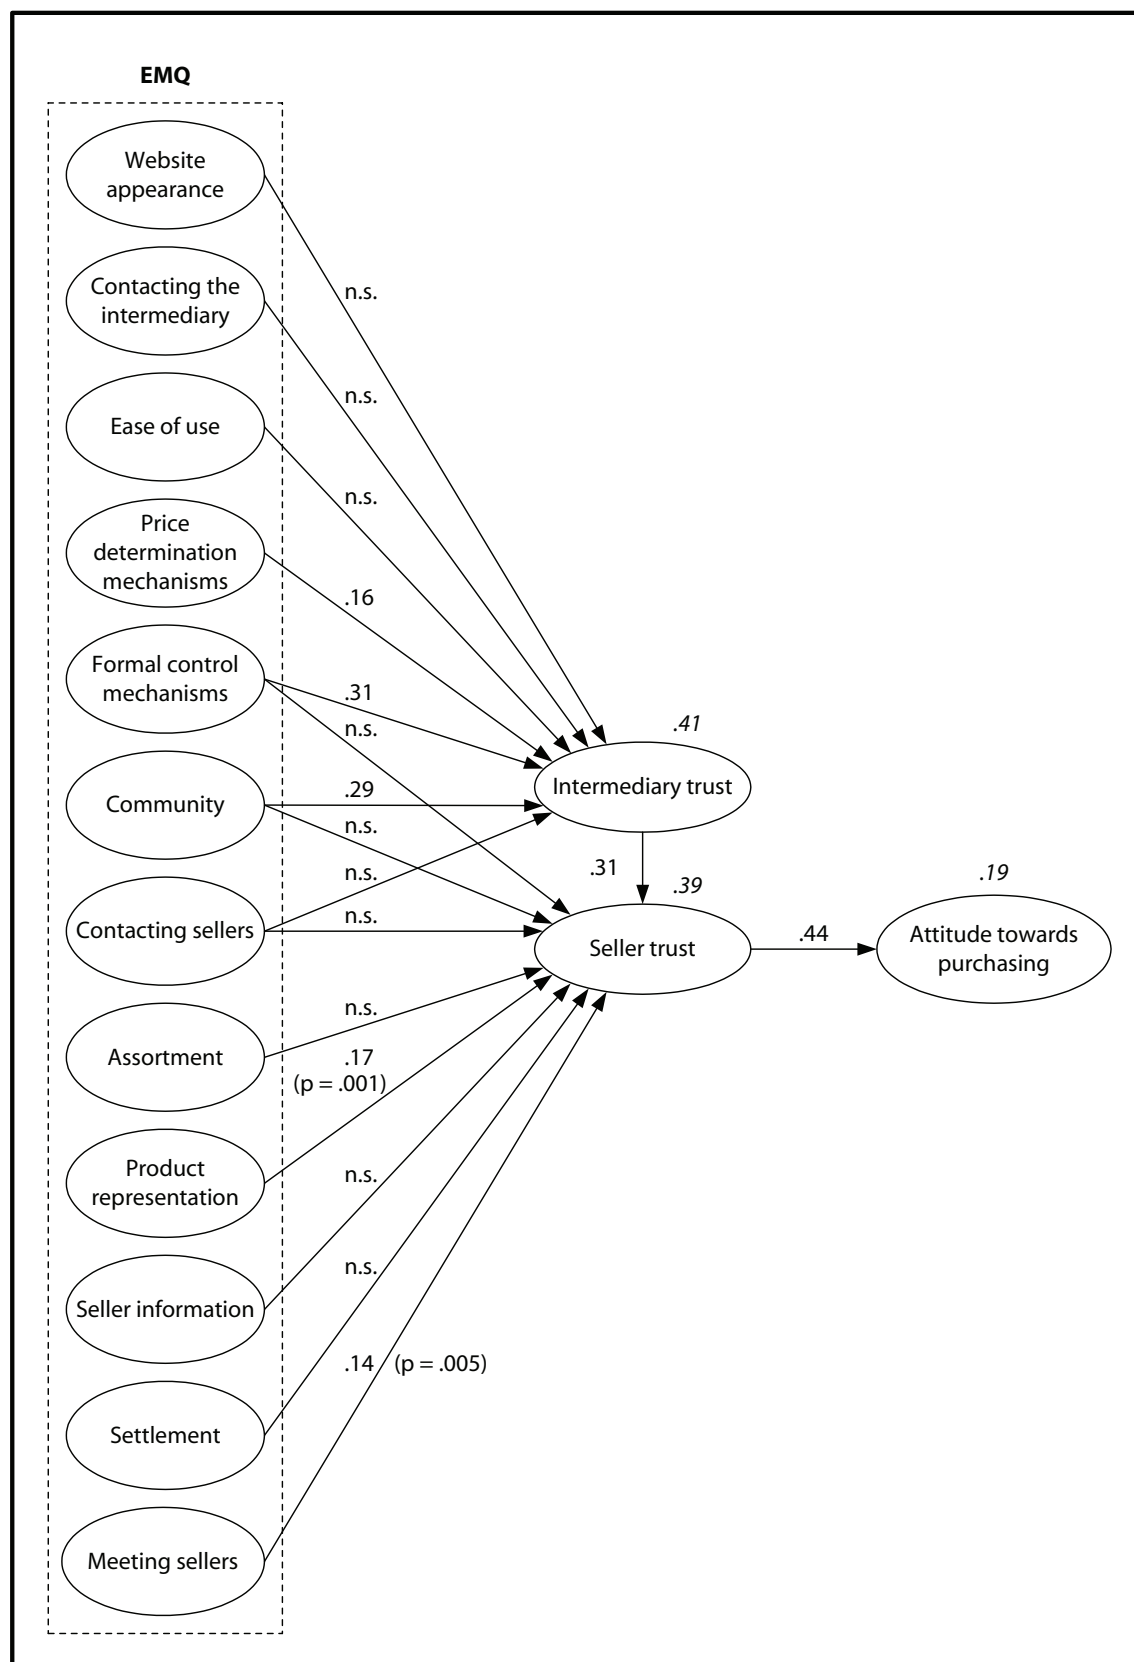 EMQ
Website
appearance
n.s.
Contacting the
intermediary
n.s.
Ease of use
n.s.
Price
determination
mechanisms
.16
Formal control
mechanisms
.31
n.s.
.41
Intermediary trust
Community
.29
n.s.
.31
.39
.19
Contacting sellers
n.s.
n.s.
Seller trust
.44
Attitude towards
purchasing
Assortment
n.s.
.17
(p = .001)
Product
representation
n.s.
Seller information
n.s.
.14 (p = .005)
Settlement
Meeting sellers